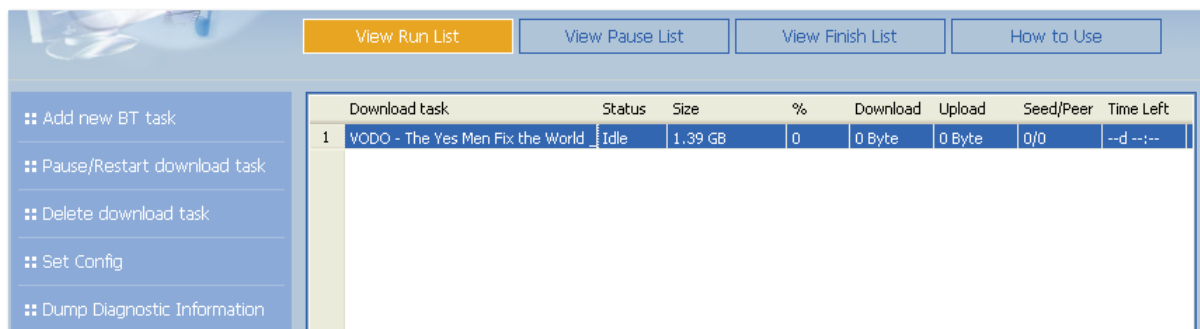 View Run List View Pause List View Finish List How to Use
Add new BT task
Pause/Restart download task
Delete download task
Set Config
Dump Diagnostic Information
Download task Status Size % Download Upload Seed/Peer Time Left
1 VODO - The Yes Men Fix the World _ Idle 1.39 GB 0 0 Byte 0 Byte 0/0 --d --:--